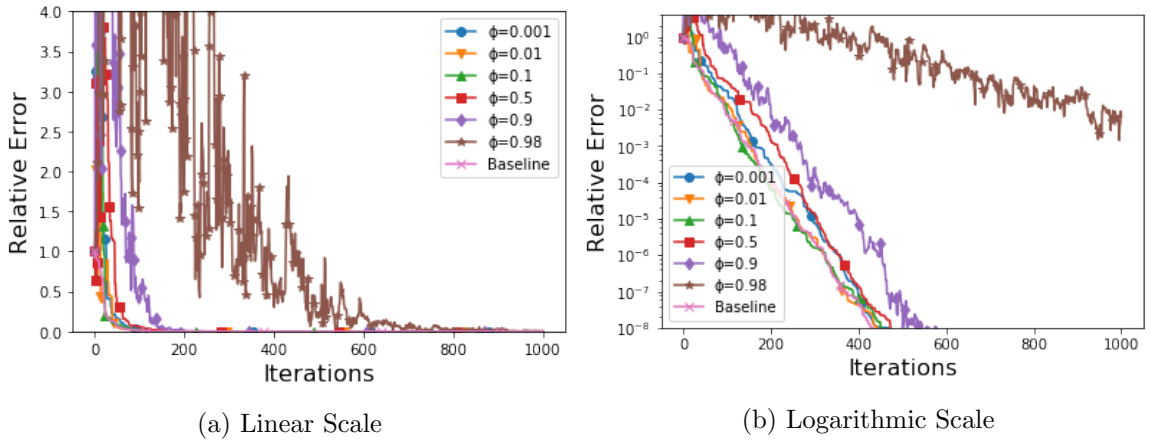 4.0
3.5
3.0
2.5
2.0
1.5
1.0
0.5
0.0
Relative Error
0 200 400 600 800 1000
Iterations
ϕ=0.001
ϕ=0.01
ϕ=0.1
ϕ=0.5
ϕ=0.9
ϕ=0.98
Baseline
(a) Linear Scale
10⁰
10⁻¹
10⁻²
10⁻³
10⁻⁴
10⁻⁵
10⁻⁶
10⁻⁷
10⁻⁸
Relative Error
0 200 400 600 800 1000
Iterations
ϕ=0.001
ϕ=0.01
ϕ=0.1
ϕ=0.5
ϕ=0.9
ϕ=0.98
Baseline
(b) Logarithmic Scale